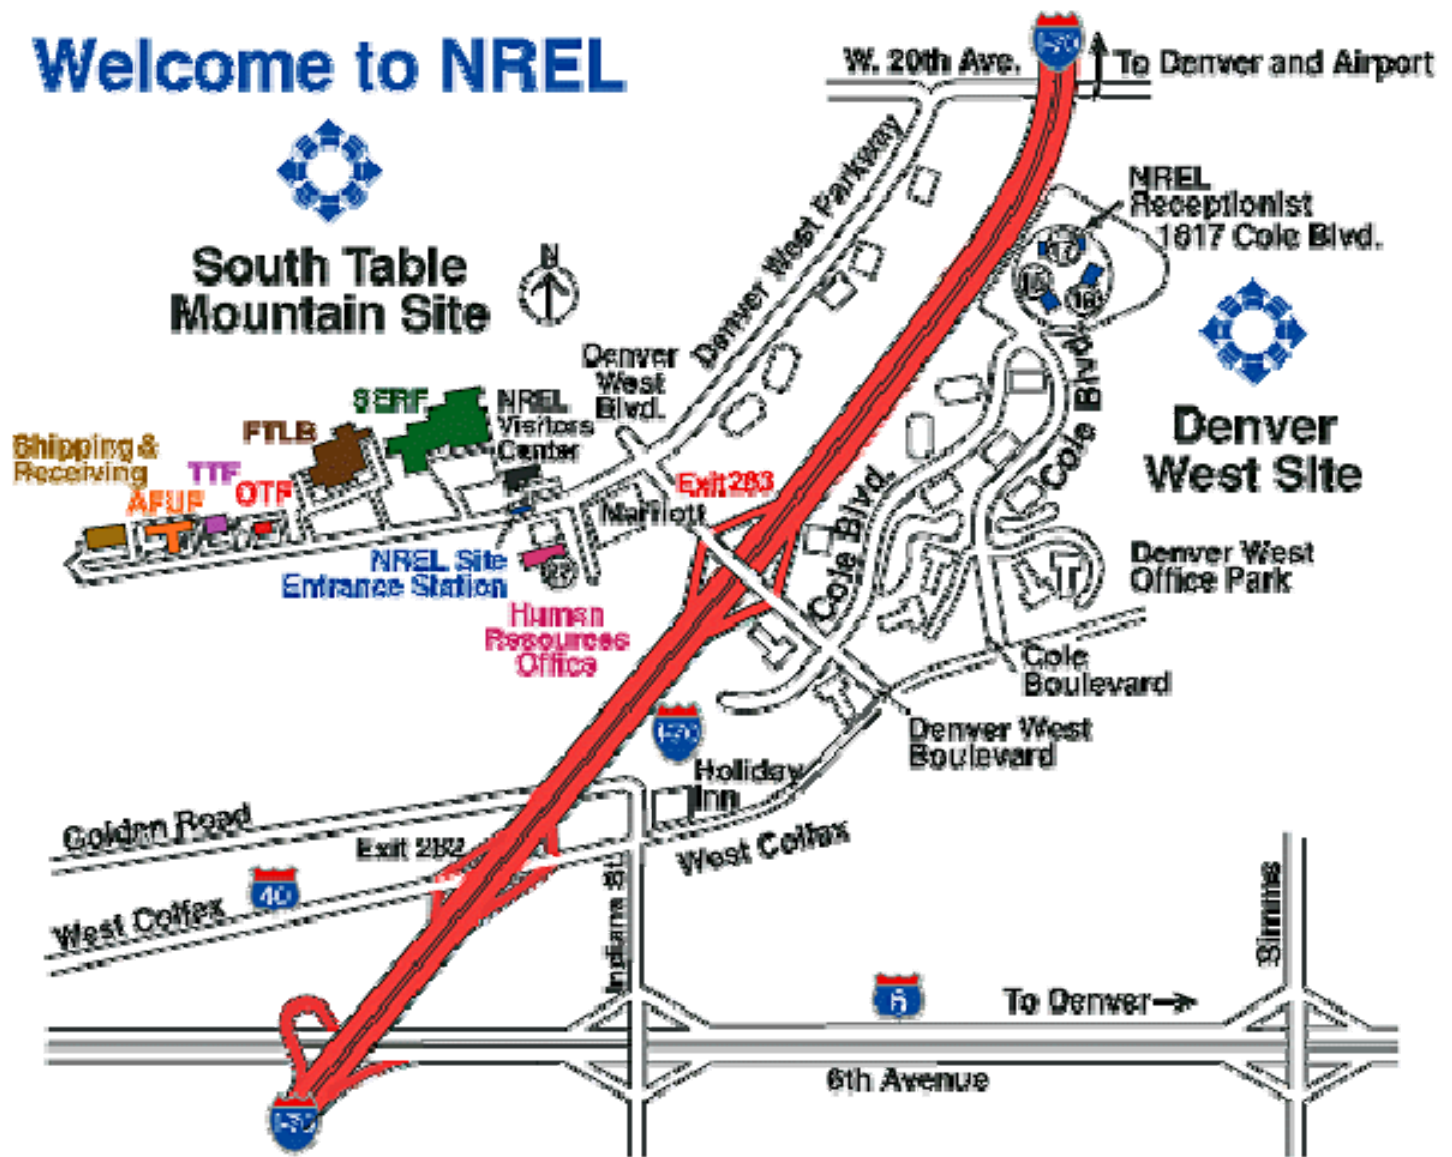 Welcome to NREL
I-70
W. 20th Ave.
To Denver and Airport
Denver West Parkway
NREL
Receptionist
1617 Cole Blvd.
17
15
16
South Table
Mountain Site
N
Denver
West
Blvd.
Cole Blvd.
Denver
West Site
SERF
NREL
Visitors
Center
FTLB
Shipping &
Receiving
TTF
AFUF
OTF
Exit 263
Marriott
Cole Blvd.
NREL Site
Entrance Station
22
Human
Resources
Office
Denver West
Office Park
Cole
Boulevard
Denver West
Boulevard
I-70
Holiday
Inn
Golden Road
Exit 262
West Colfax
40
West Colfax
Indiana St.
Simms
6
To Denver
6th Avenue
I-70